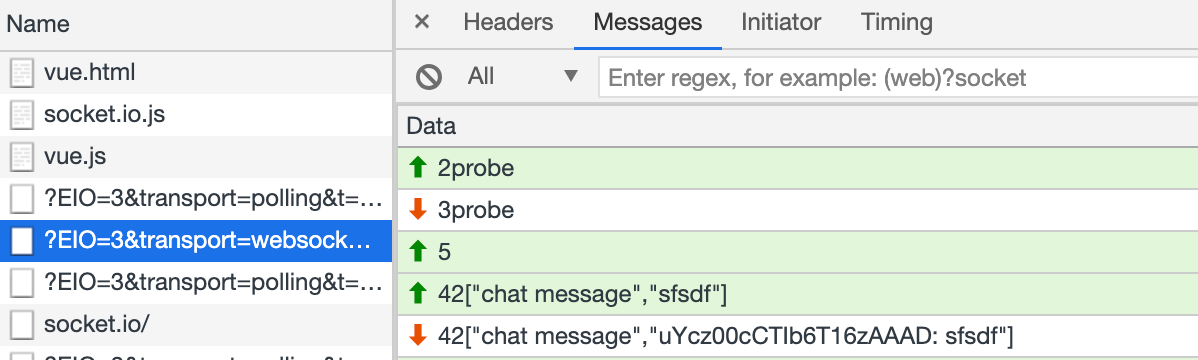 Name
vue.html
socket.io.js
vue.js
?EIO=3&transport=polling&t=...
?EIO=3&transport=websock...
?EIO=3&transport=polling&t=...
socket.io/
× Headers Messages Initiator Timing
All ▼ Enter regex, for example: (web)?socket
Data
2probe
3probe
5
42["chat message","sfsdf"]
42["chat message","uYcz00cCTIb6T16zAAAD: sfsdf"]